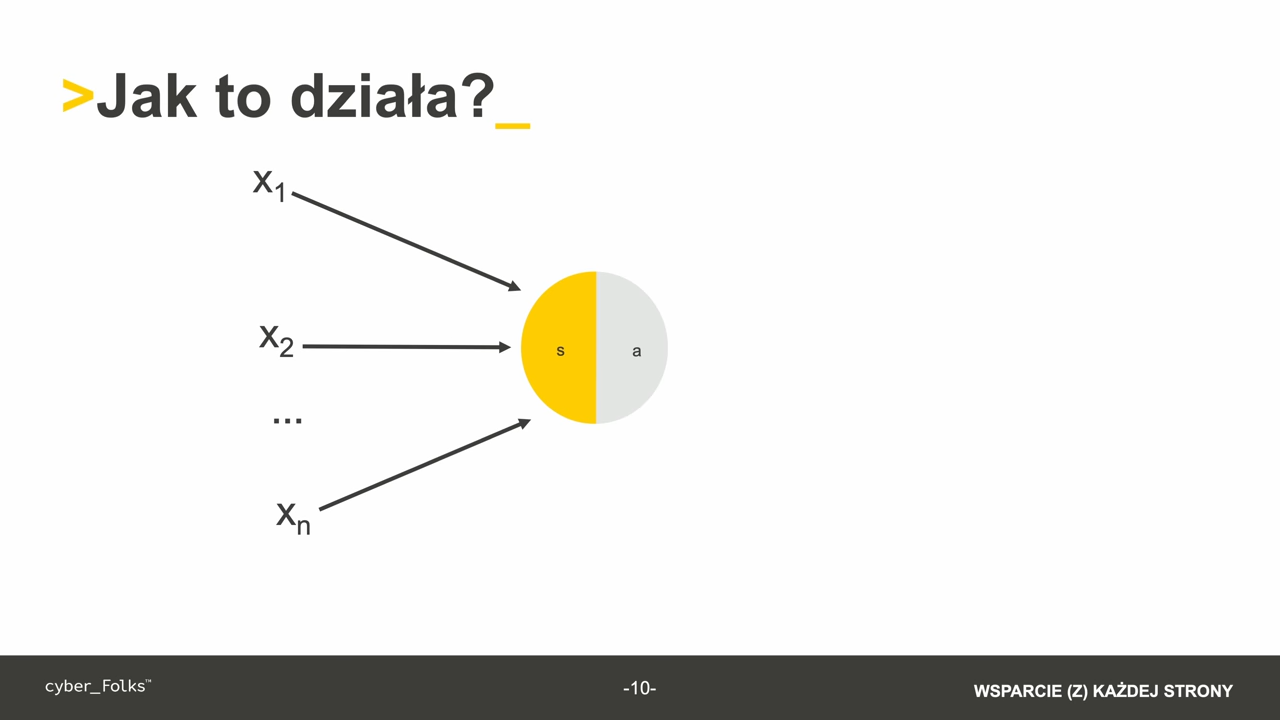 >Jak to działa?_
x1
x2
s a
...
xn
cyber_Folks™
-10-
WSPARCIE (Z) KAŻDEJ STRONY